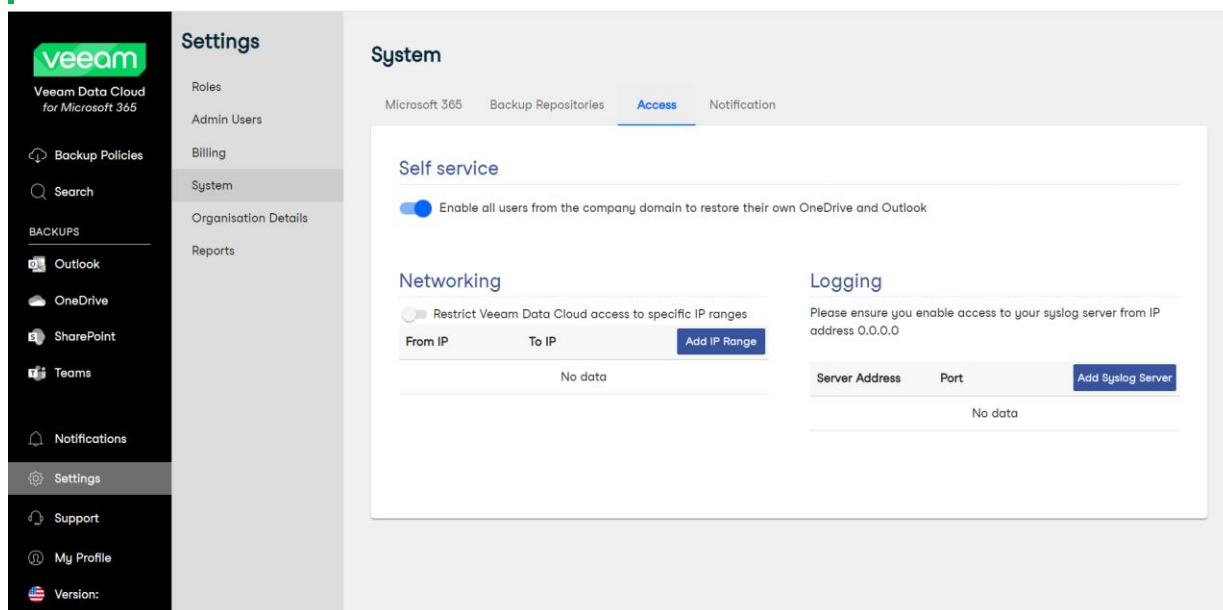 veeam
Veeam Data Cloud
for Microsoft 365
Backup Policies
Search
BACKUPS
Outlook
OneDrive
SharePoint
Teams
Notifications
Settings
Support
My Profile
Version:
Settings
Roles
Admin Users
Billing
System
Organisation Details
Reports
System
Microsoft 365 Backup Repositories Access Notification
Self service
Enable all users from the company domain to restore their own OneDrive and Outlook
Networking
Restrict Veeam Data Cloud access to specific IP ranges
From IP To IP Add IP Range
No data
Logging
Please ensure you enable access to your syslog server from IP
address 0.0.0.0
Server Address Port Add Syslog Server
No data